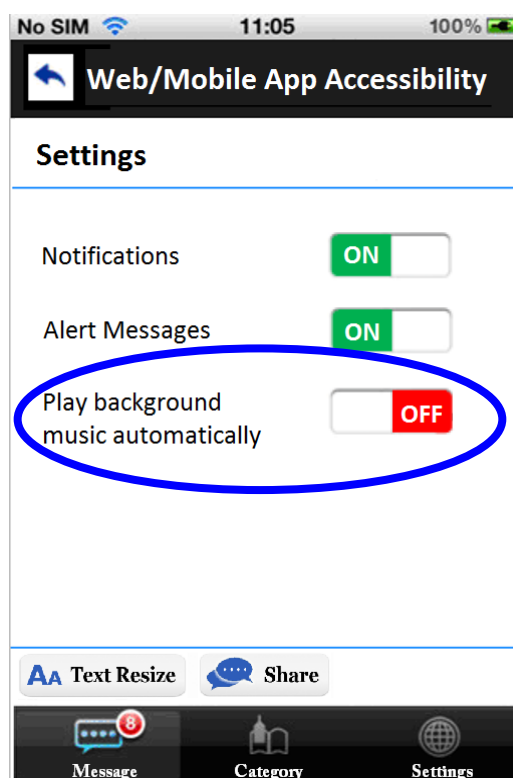 No SIM 11:05 100%
Web/Mobile App Accessibility
Settings
Notifications ON
Alert Messages ON
Play background
music automatically
OFF
AA Text Resize Share
8
Message Category Settings